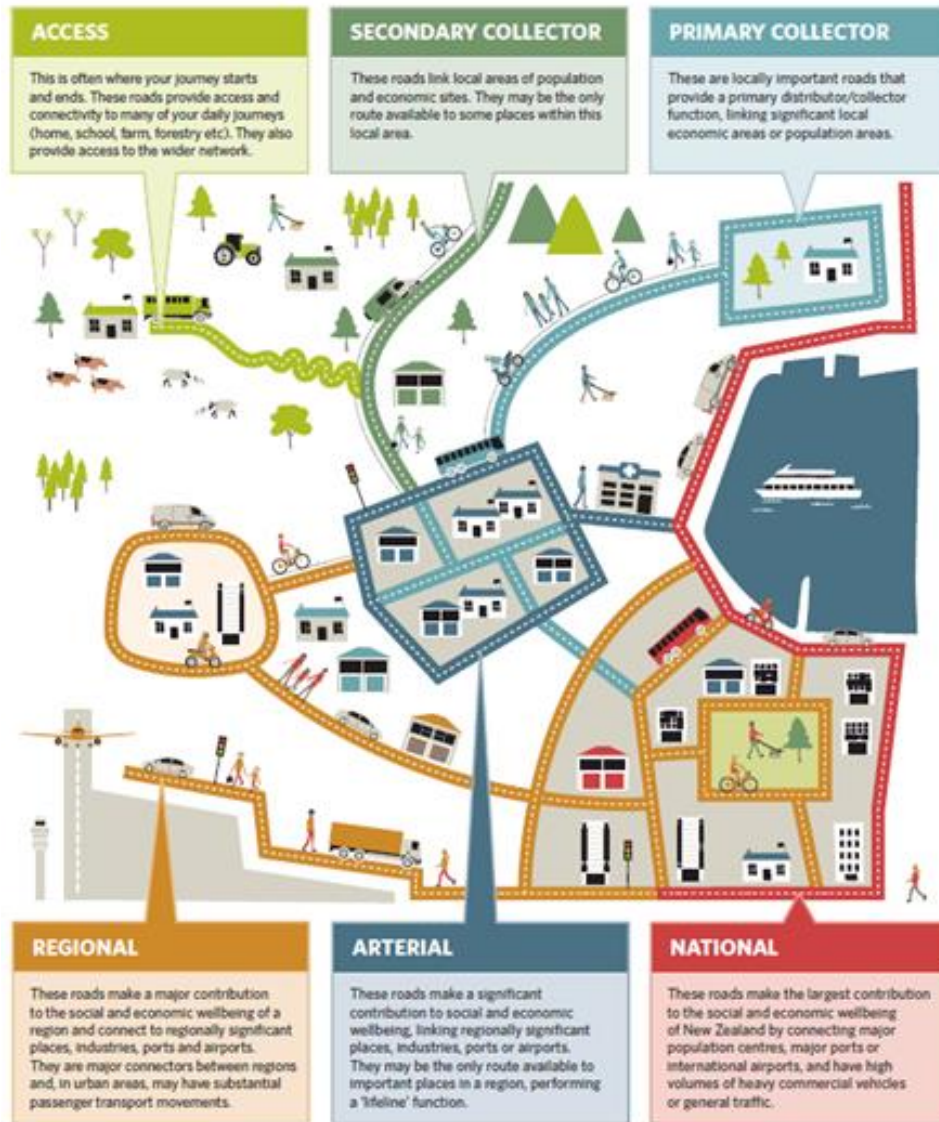 ACCESS
This is often where your journey starts
and ends. These roads provide access and
connectivity to many of your daily journeys
(home, school, farm, forestry etc). They also
provide access to the wider network.
SECONDARY COLLECTOR
These roads link local areas of population
and economic sites. They may be the only
route available to some places within this
local area.
PRIMARY COLLECTOR
These are locally important roads that
provide a primary distributor/collector
function, linking significant local
economic areas or population areas.
REGIONAL
These roads make a major contribution
to the social and economic wellbeing of a
region and connect to regionally significant
places, industries, ports and airports.
They are major connectors between regions
and, in urban areas, may have substantial
passenger transport movements.
ARTERIAL
These roads make a significant
contribution to social and economic
wellbeing, linking regionally significant
places, industries, ports or airports.
They may be the only route available to
important places in a region, performing
a 'lifeline' function.
NATIONAL
These roads make the largest contribution
to the social and economic wellbeing
of New Zealand by connecting major
population centres, major ports or
international airports, and have high
volumes of heavy commercial vehicles
or general traffic.